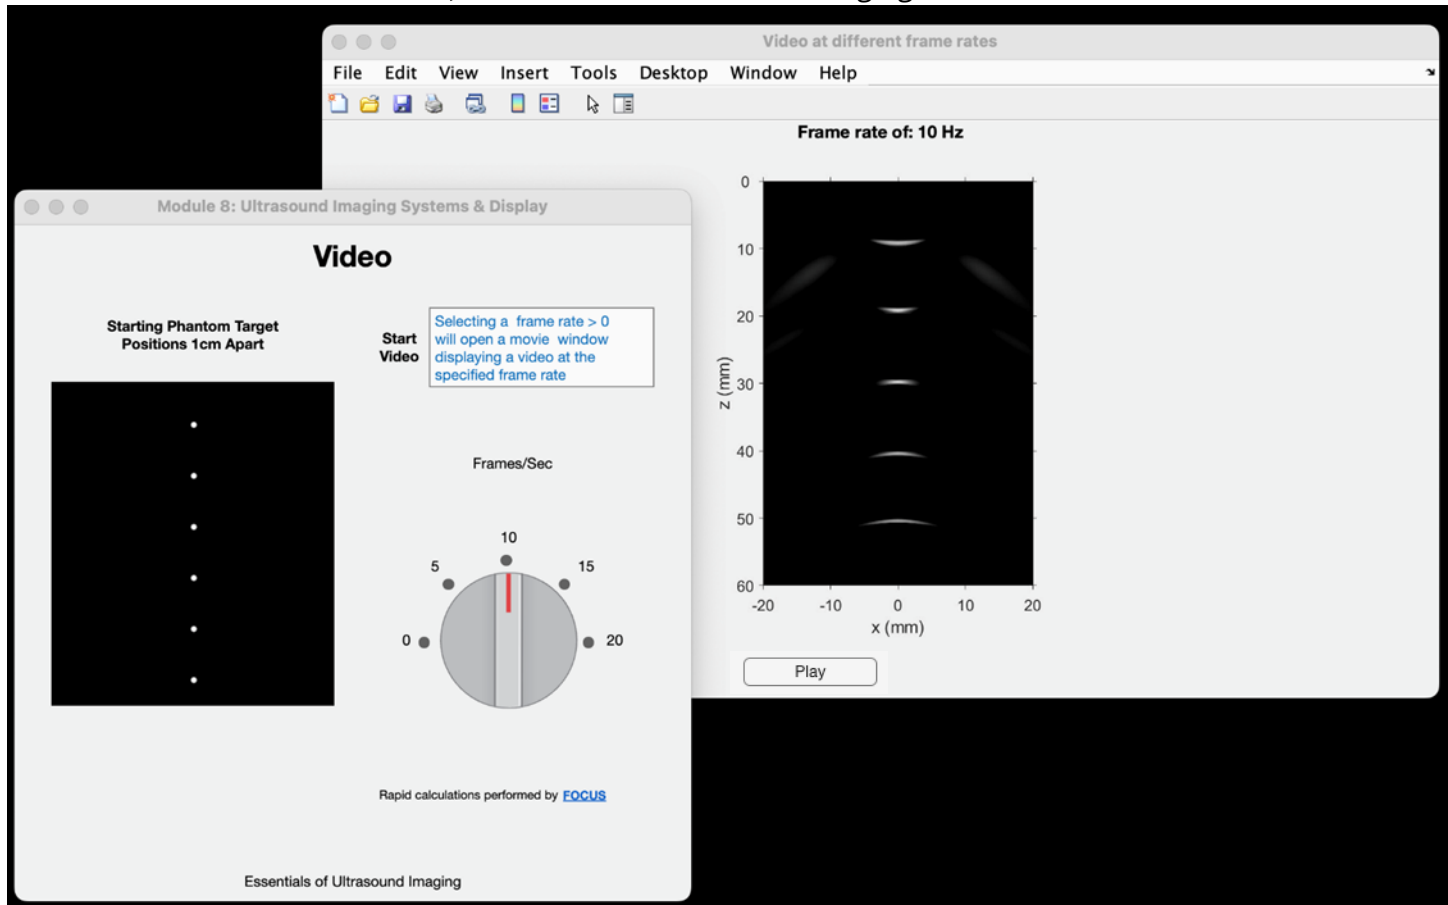 Video at different frame rates
File Edit View Insert Tools Desktop Window Help
Frame rate of: 10 Hz
0
10
20
30
40
50
60
z (mm)
-20 -10 0 10 20
x (mm)
Play
Module 8: Ultrasound Imaging Systems & Display
Video
Starting Phantom Target
Positions 1cm Apart
Start
Video
Selecting a frame rate > 0
will open a movie window
displaying a video at the
specified frame rate
Frames/Sec
10
5 15
0 20
Rapid calculations performed by FOCUS
Essentials of Ultrasound Imaging